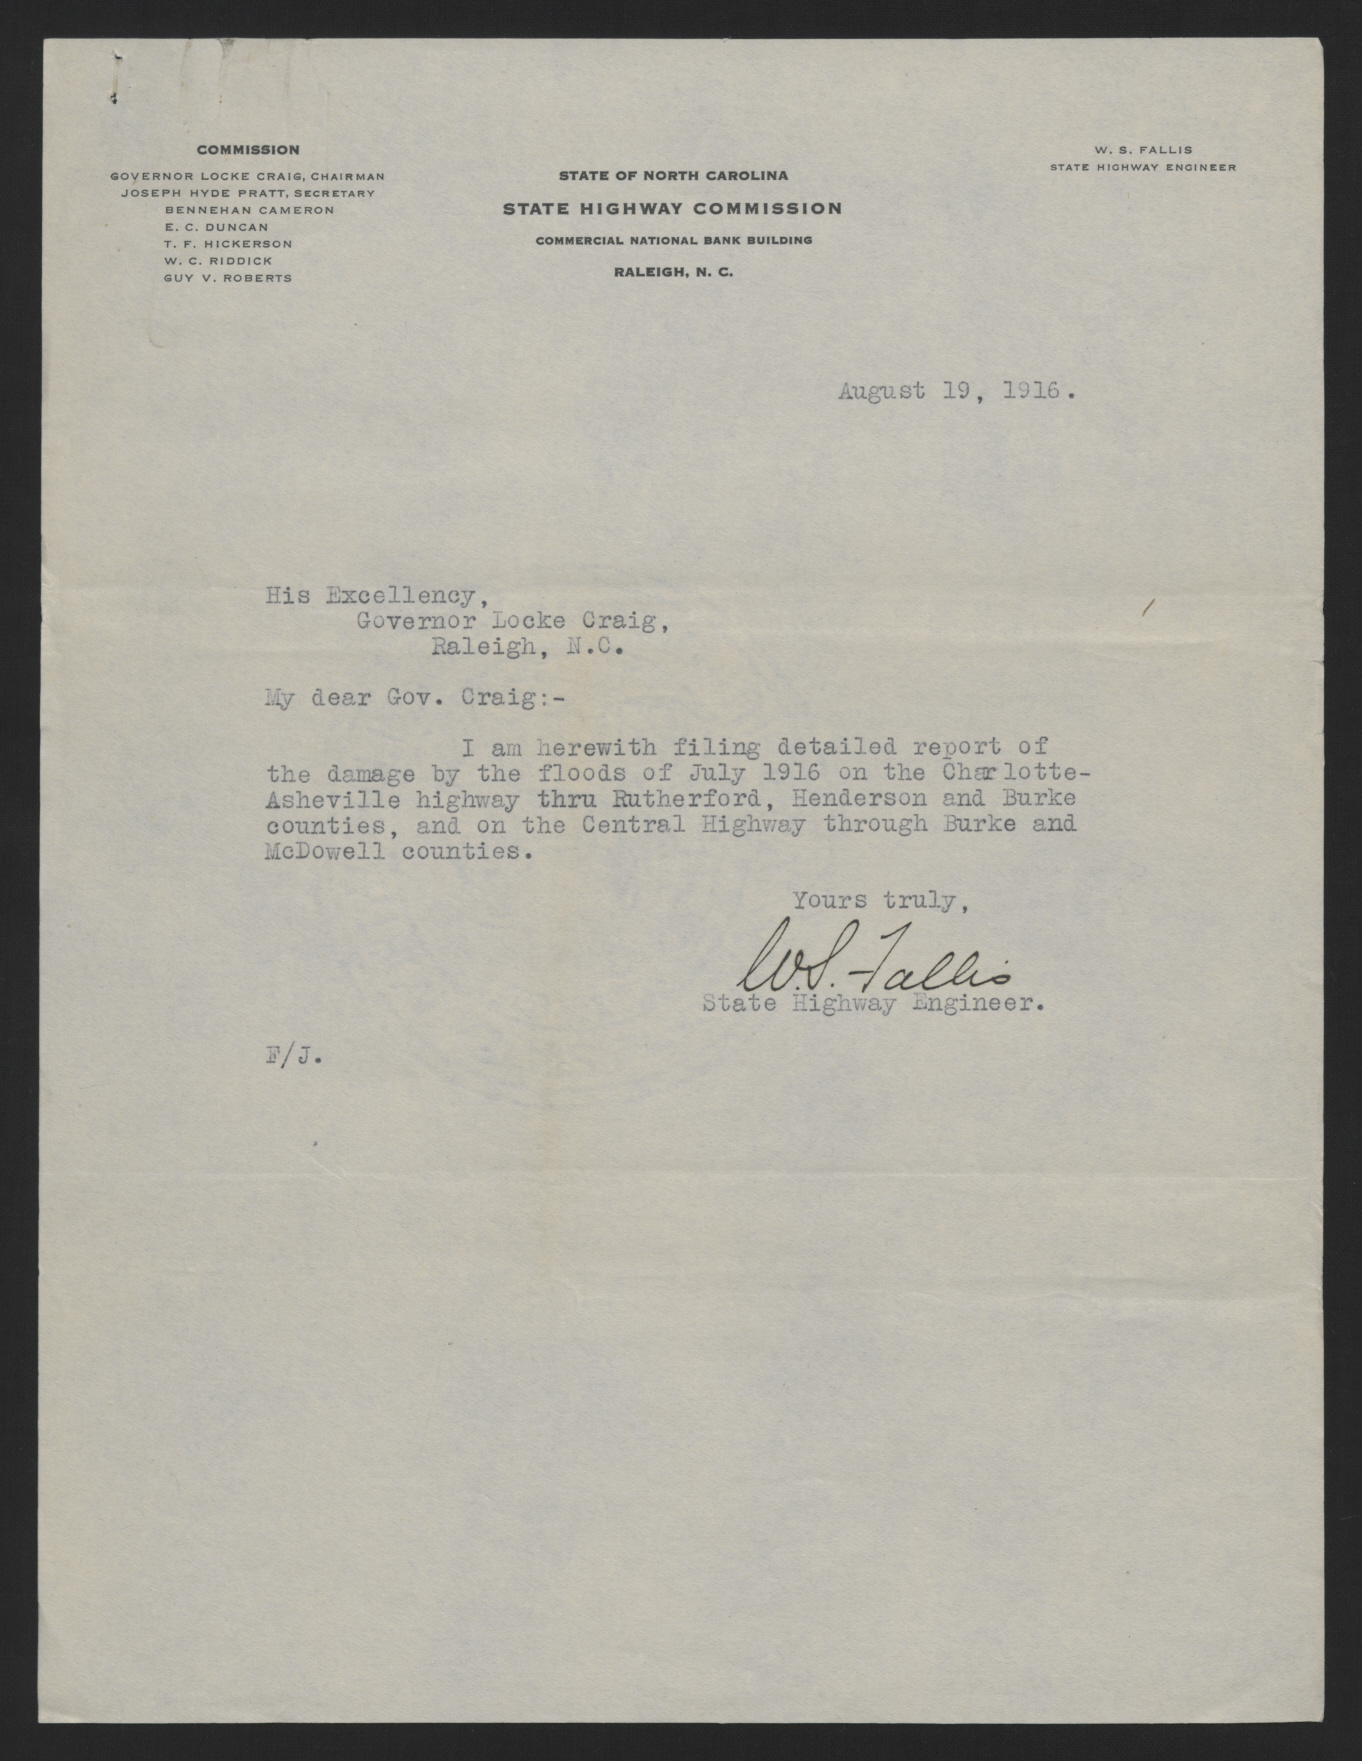 COMMISSION
GOVERNOR LOCKE CRAIG, CHAIRMAN
JOSEPH HYDE PRATT, SECRETARY
BENNEHAN CAMERON
E. C. DUNCAN
T. F. HICKERSON
W. C. RIDDICK
GUY V. ROBERTS
STATE OF NORTH CAROLINA
STATE HIGHWAY COMMISSION
COMMERCIAL NATIONAL BANK BUILDING
RALEIGH, N. C.
W. S. FALLIS
STATE HIGHWAY ENGINEER
August 19, 1916.
His Excellency,
Governor Locke Craig,
Raleigh, N.C.
My dear Gov. Craig:-
I am herewith filing detailed report of
the damage by the floods of July 1916 on the Charlotte-
Asheville highway thru Rutherford, Henderson and Burke
counties, and on the Central Highway through Burke and
McDowell counties.
Yours truly,
W.S. Fallis
State Highway Engineer.
F/J.